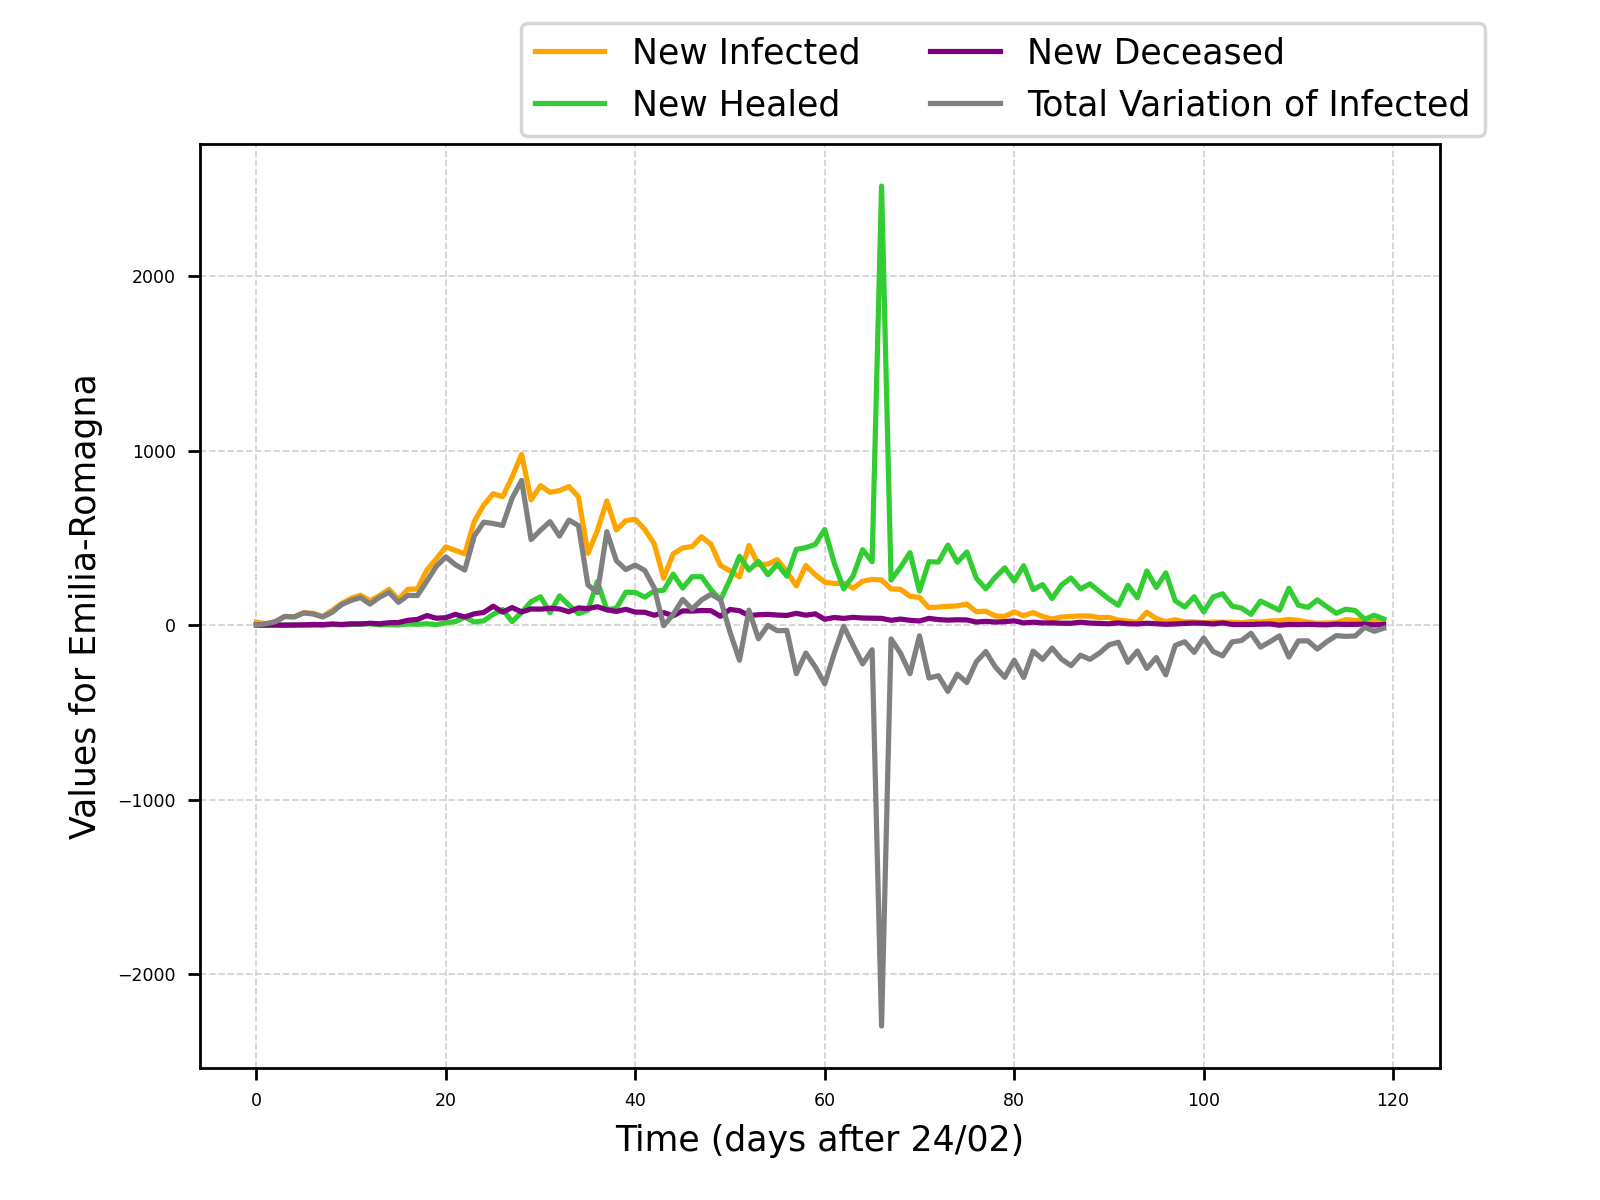 New Infected
New Healed
New Deceased
Total Variation of Infected
Values for Emilia-Romagna
2000
1000
0
−1000
−2000
0 20 40 60 80 100 120
Time (days after 24/02)